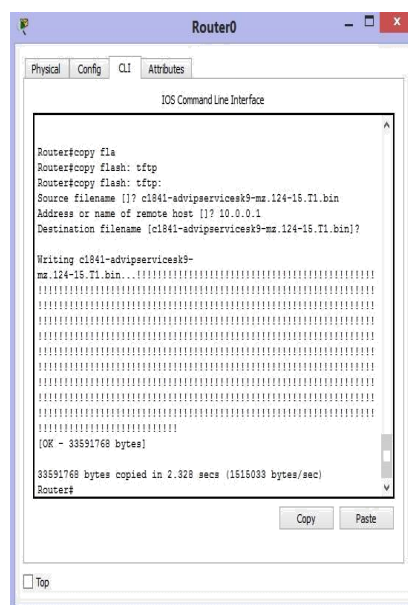 Router0
Physical Config CLI Attributes
IOS Command Line Interface
Router#copy fla
Router#copy flash: tftp
Router#copy flash: tftp:
Source filename []? c1841-advipservicesk9-mz.124-15.T1.bin
Address or name of remote host []? 10.0.0.1
Destination filename [c1841-advipservicesk9-mz.124-15.T1.bin]?
Writing c1841-advipservicesk9-
mz.124-15.T1.bin...!!!!!!!!!!!!!!!!!!!!!!!!!!!!!!!!!!!!!!!!!!!!!!
!!!!!!!!!!!!!!!!!!!!!!!!!!!!!!!!!!!!!!!!!!!!!!!!!!!!!!!!!!!!!!!!!
!!!!!!!!!!!!!!!!!!!!!!!!!!!!!!!!!!!!!!!!!!!!!!!!!!!!!!!!!!!!!!!!!
!!!!!!!!!!!!!!!!!!!!!!!!!!!!!!!!!!!!!!!!!!!!!!!!!!!!!!!!!!!!!!!!!
!!!!!!!!!!!!!!!!!!!!!!!!!!!!!!!!!!!!!!!!!!!!!!!!!!!!!!!!!!!!!!!!!
!!!!!!!!!!!!!!!!!!!!!!!!!!!!!!!!!!!!!!!!!!!!!!!!!!!!!!!!!!!!!!!!!
!!!!!!!!!!!!!!!!!!!!!!!!!!!!!!!!!!!!!!!!!!!!!!!!!!!!!!!!!!!!!!!!!
!!!!!!!!!!!!!!!!!!!!!!!!!!!!!!!!!!!!!!!!!!!!!!!!!!!!!!!!!!!!!!!!!
!!!!!!!!!!!!!!!!!!!!!!!!!!!!!!!!!!!!!!!!!!!!!!!!!!!!!!!!!!!!!!!!!
!!!!!!!!!!!!!!!!!!!!!!!!!!!!!!!!!!!!!!!!!!!!!!!!!!!!!!!!!!!!!!!!!
!!!!!!!!!!!!!!!!!!!!!!!!!!!
[OK - 33591768 bytes]
33591768 bytes copied in 2.328 secs (1515033 bytes/sec)
Router#
Copy Paste
Top